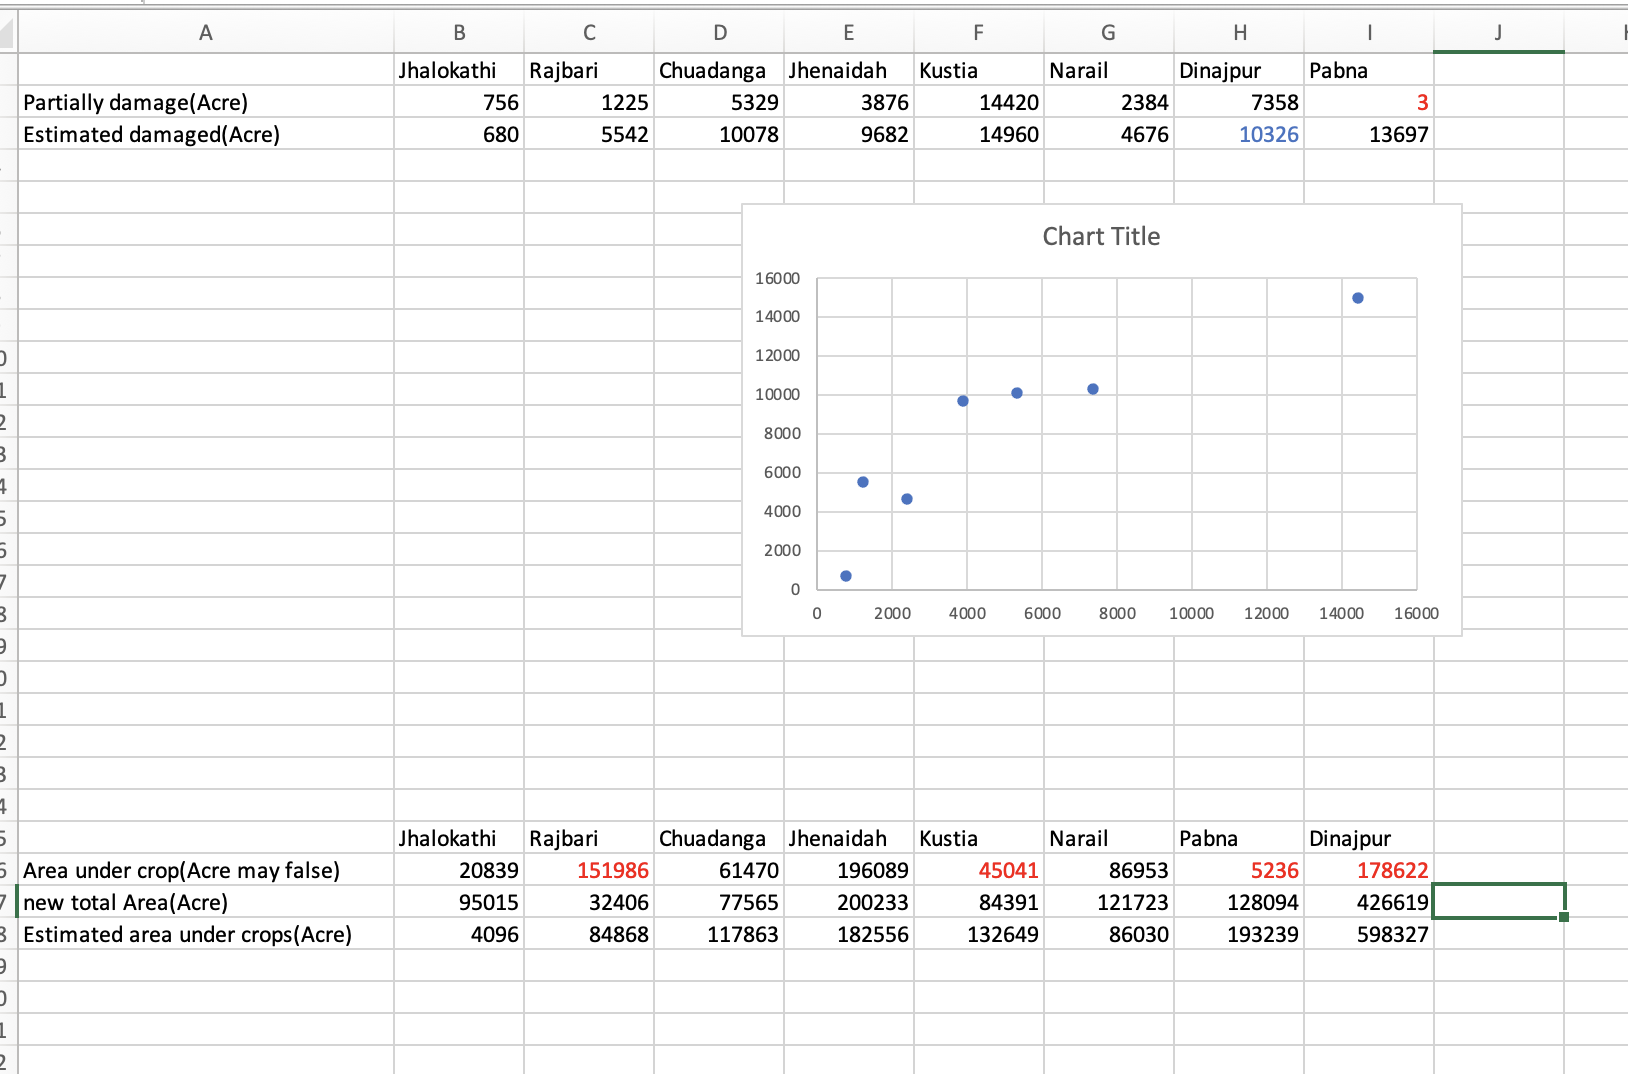 A B C D E F G H I J
Jhalokathi Rajbari Chuadanga Jhenaidah Kustia Narail Dinajpur Pabna
Partially damage(Acre) 756 1225 5329 3876 14420 2384 7358 3
Estimated damaged(Acre) 680 5542 10078 9682 14960 4676 10326 13697
Chart Title
16000
14000
12000
10000
8000
6000
4000
2000
0
0 2000 4000 6000 8000 10000 12000 14000 16000
Jhalokathi Rajbari Chuadanga Jhenaidah Kustia Narail Pabna Dinajpur
Area under crop(Acre may false) 20839 151986 61470 196089 45041 86953 5236 178622
new total Area(Acre) 95015 32406 77565 200233 84391 121723 128094 426619
Estimated area under crops(Acre) 4096 84868 117863 182556 132649 86030 193239 598327